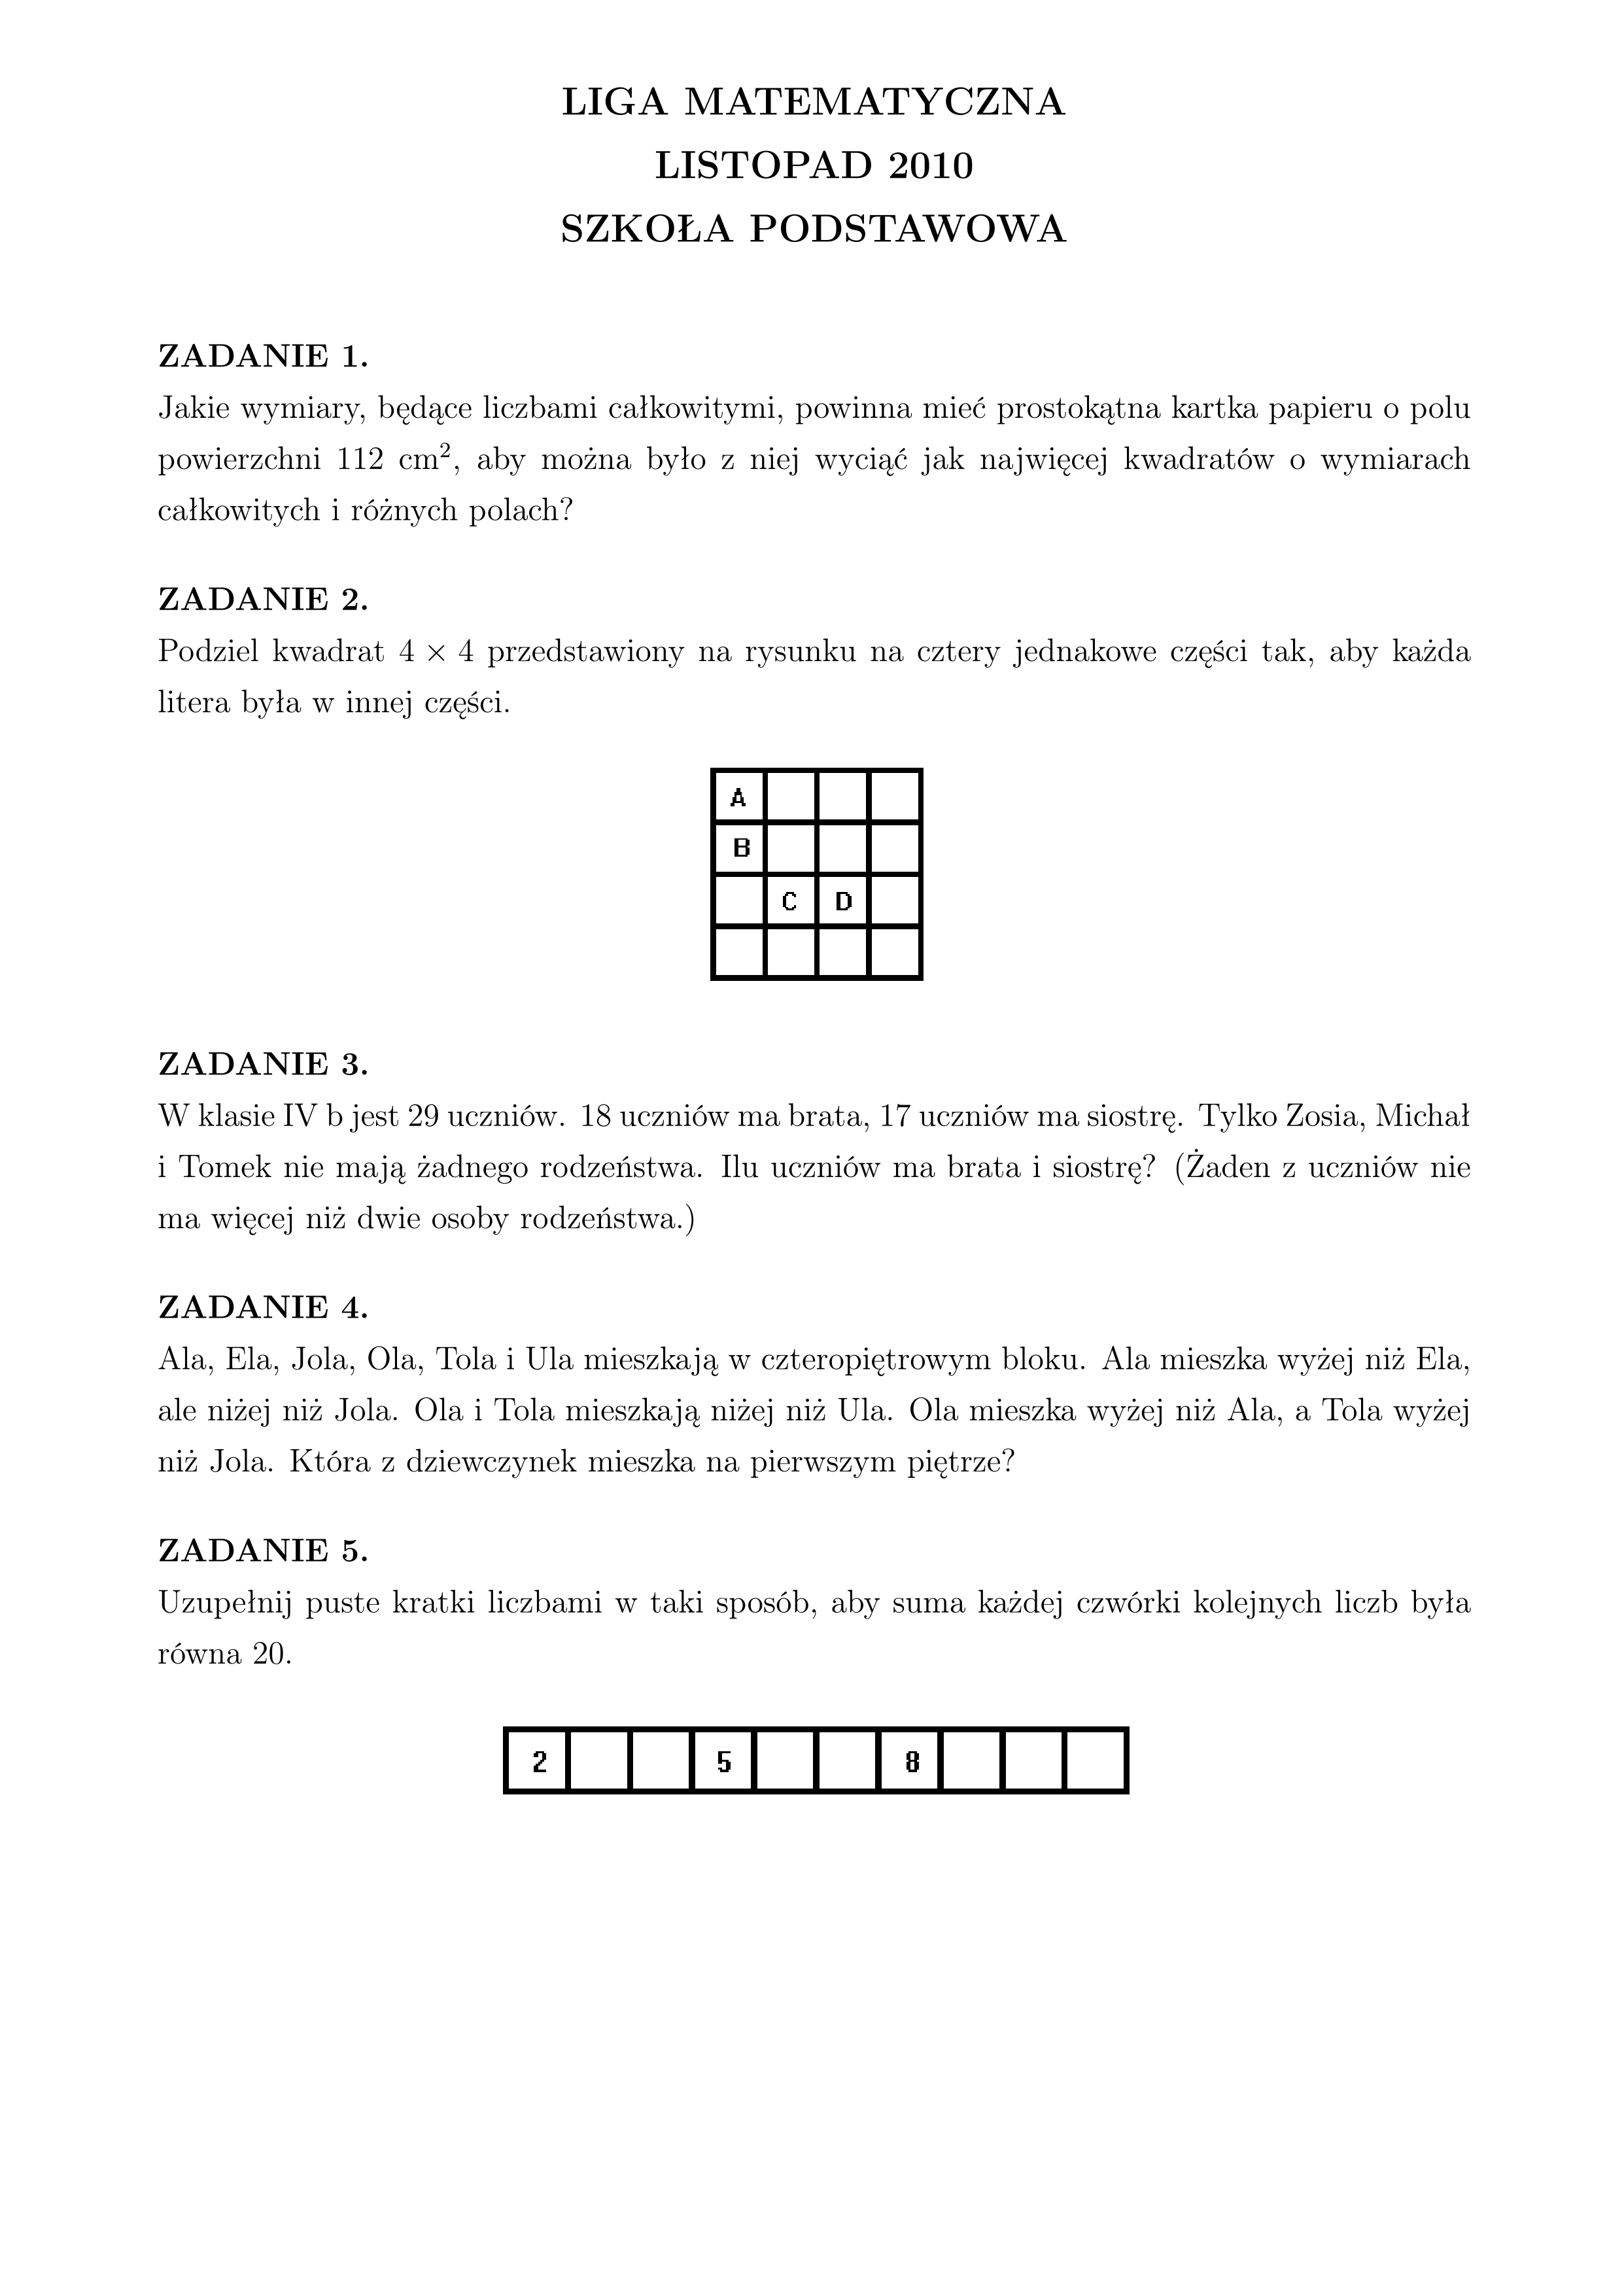 LIGA MATEMATYCZNA
LISTOPAD 2010
SZKOŁA PODSTAWOWA
ZADANIE 1.
Jakie wymiary, będące liczbami całkowitymi, powinna mieć prostokątna kartka papieru o polu
powierzchni 112 cm², aby można było z niej wyciąć jak najwięcej kwadratów o wymiarach
całkowitych i różnych polach?
ZADANIE 2.
Podziel kwadrat 4 × 4 przedstawiony na rysunku na cztery jednakowe części tak, aby każda
litera była w innej części.
A
B
C D
ZADANIE 3.
W klasie IV b jest 29 uczniów. 18 uczniów ma brata, 17 uczniów ma siostrę. Tylko Zosia, Michał
i Tomek nie mają żadnego rodzeństwa. Ilu uczniów ma brata i siostrę? (Żaden z uczniów nie
ma więcej niż dwie osoby rodzeństwa.)
ZADANIE 4.
Ala, Ela, Jola, Ola, Tola i Ula mieszkają w czteropiętrowym bloku. Ala mieszka wyżej niż Ela,
ale niżej niż Jola. Ola i Tola mieszkają niżej niż Ula. Ola mieszka wyżej niż Ala, a Tola wyżej
niż Jola. Która z dziewczynek mieszka na pierwszym piętrze?
ZADANIE 5.
Uzupełnij puste kratki liczbami w taki sposób, aby suma każdej czwórki kolejnych liczb była
równa 20.
2 5 8